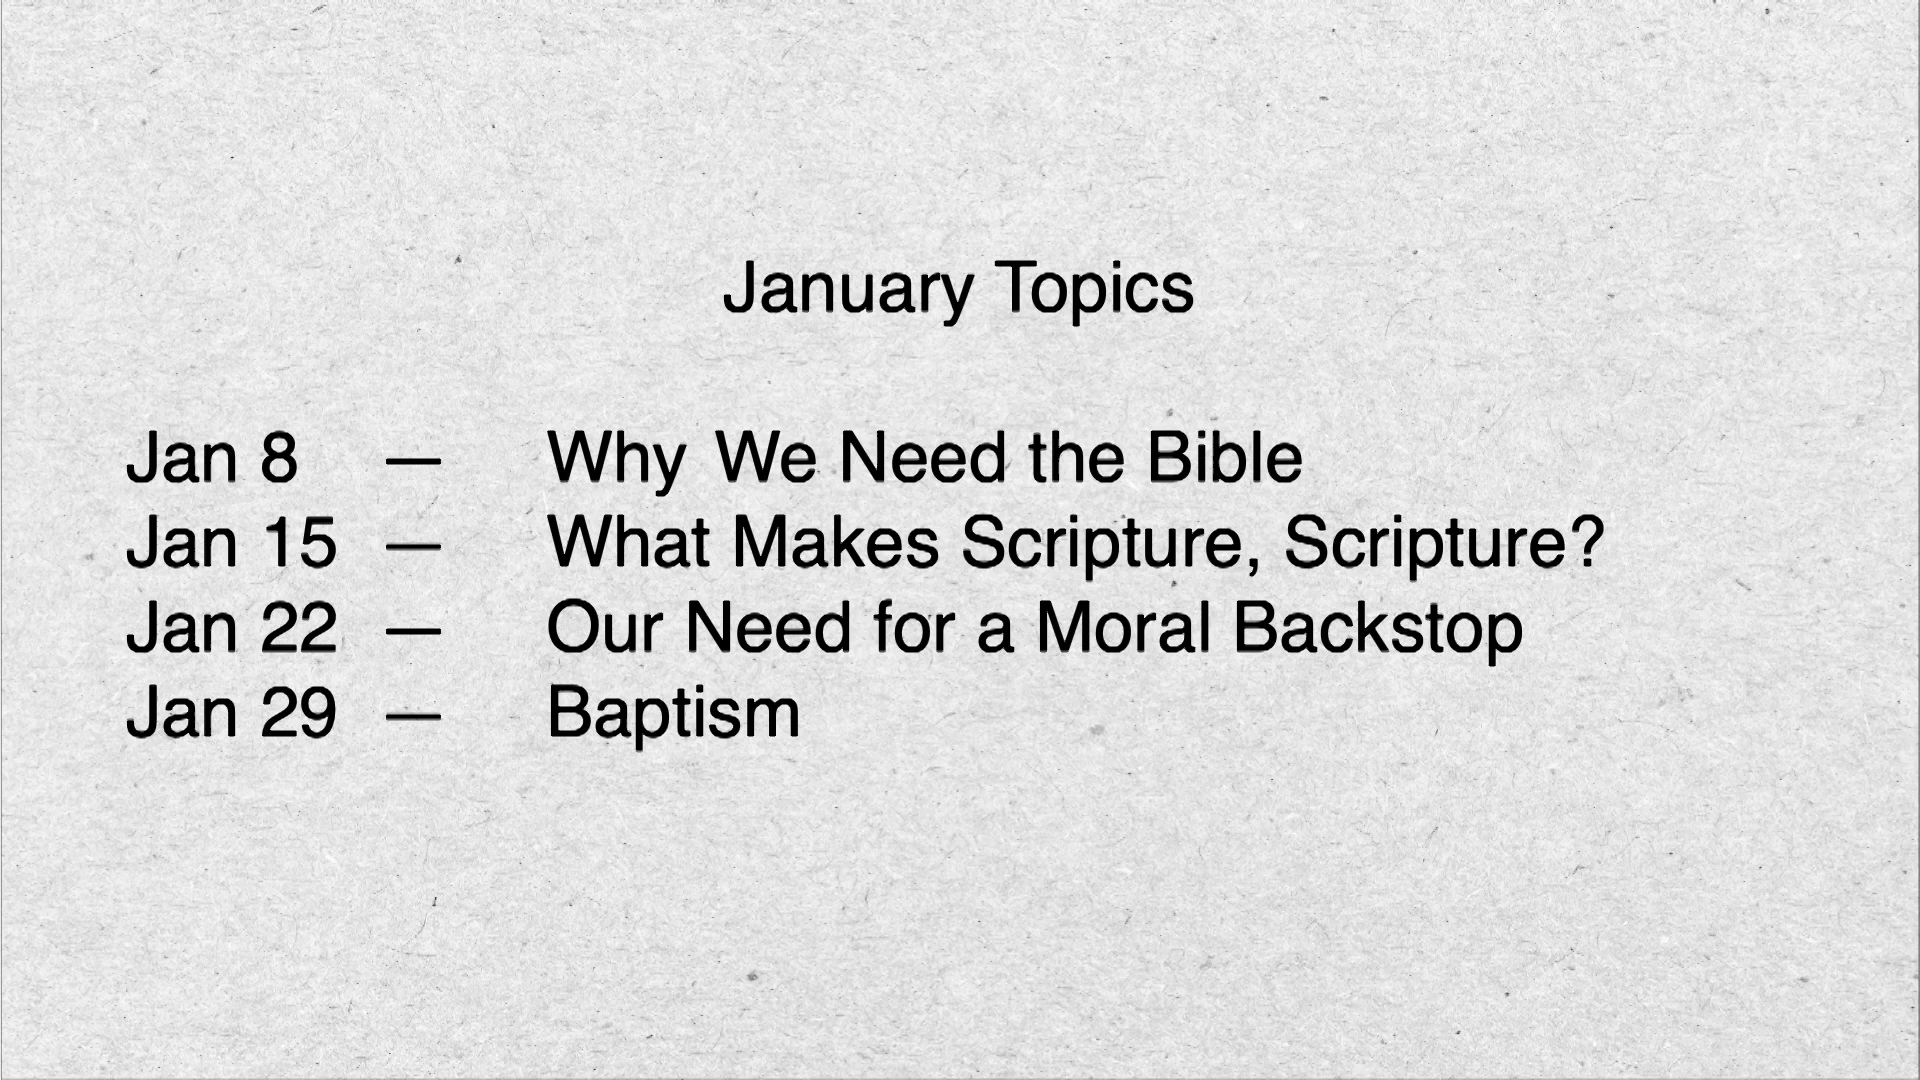 January Topics
Jan 8 — Why We Need the Bible
Jan 15 — What Makes Scripture, Scripture?
Jan 22 — Our Need for a Moral Backstop
Jan 29 — Baptism